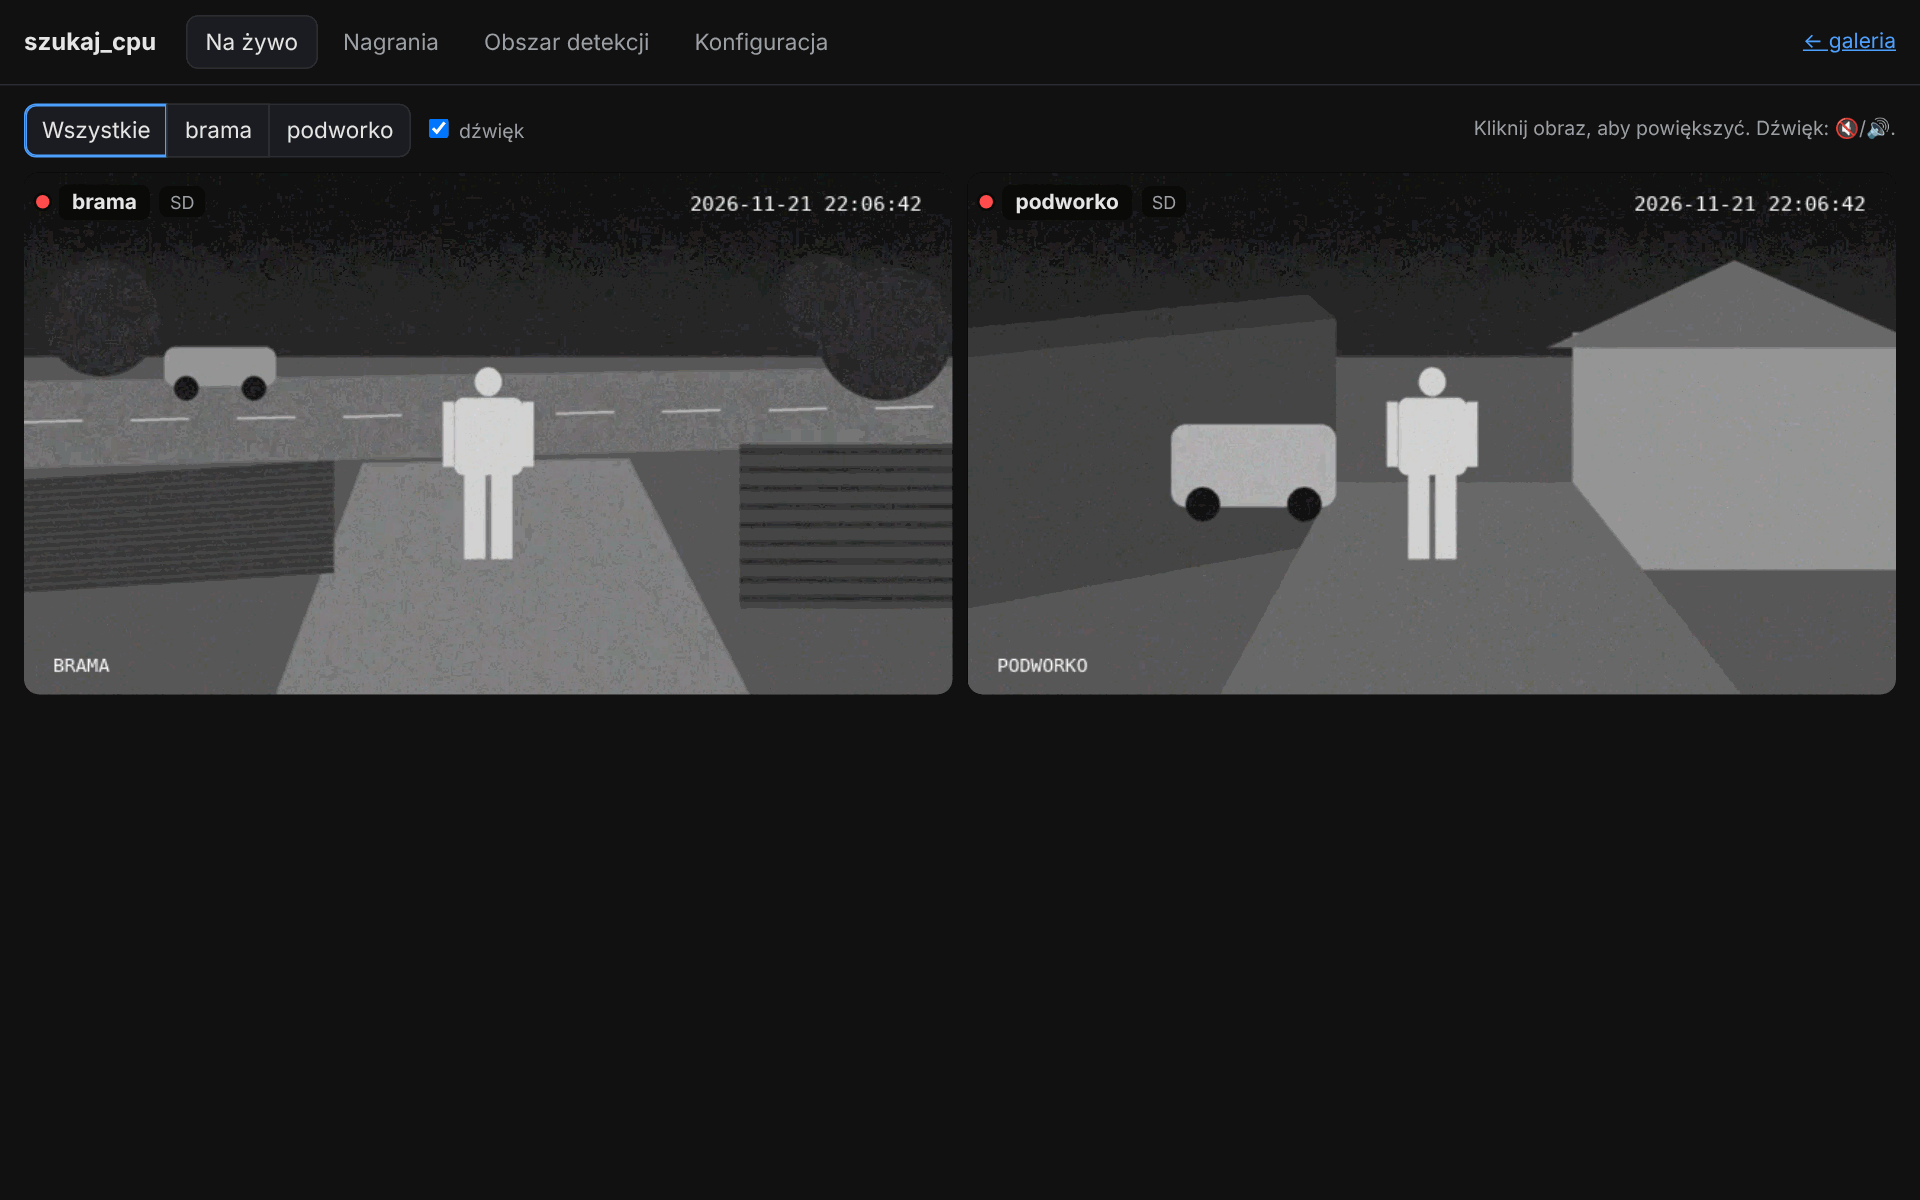 szukaj_cpu Na żywo Nagrania Obszar detekcji Konfiguracja ← galeria
Wszystkie brama podworko dźwięk Kliknij obraz, aby powiększyć. Dźwięk: 🔇/🔊.
brama SD 2026-11-21 22:06:42
podworko SD 2026-11-21 22:06:42
BRAMA
PODWORKO